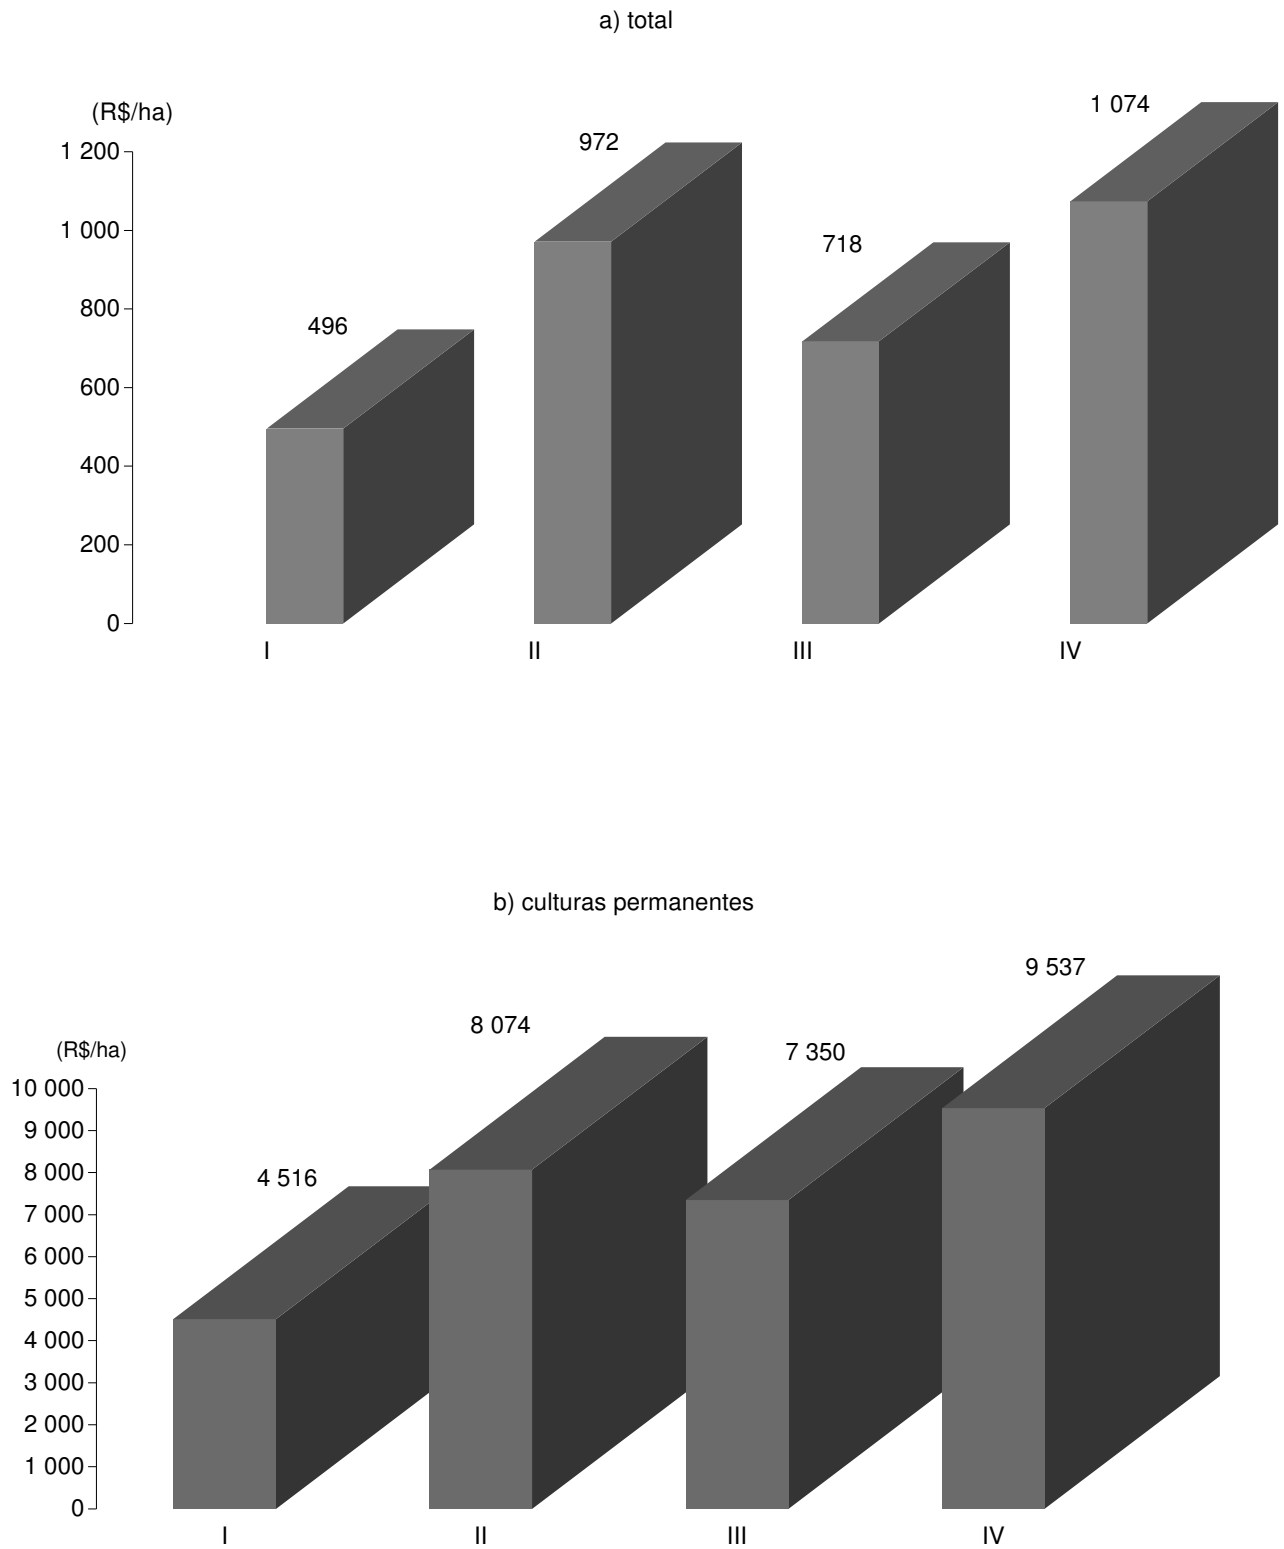 a) total
(R$/ha)
1 074
972
1 200
1 000
718
800
496
600
400
200
0
I
II
III
IV
b) culturas permanentes
9 537
8 074
7 350
(R$/ha)
10 000
9 000
4 516
8 000
7 000
6 000
5 000
4 000
3 000
2 000
1 000
0
I
II
III
IV